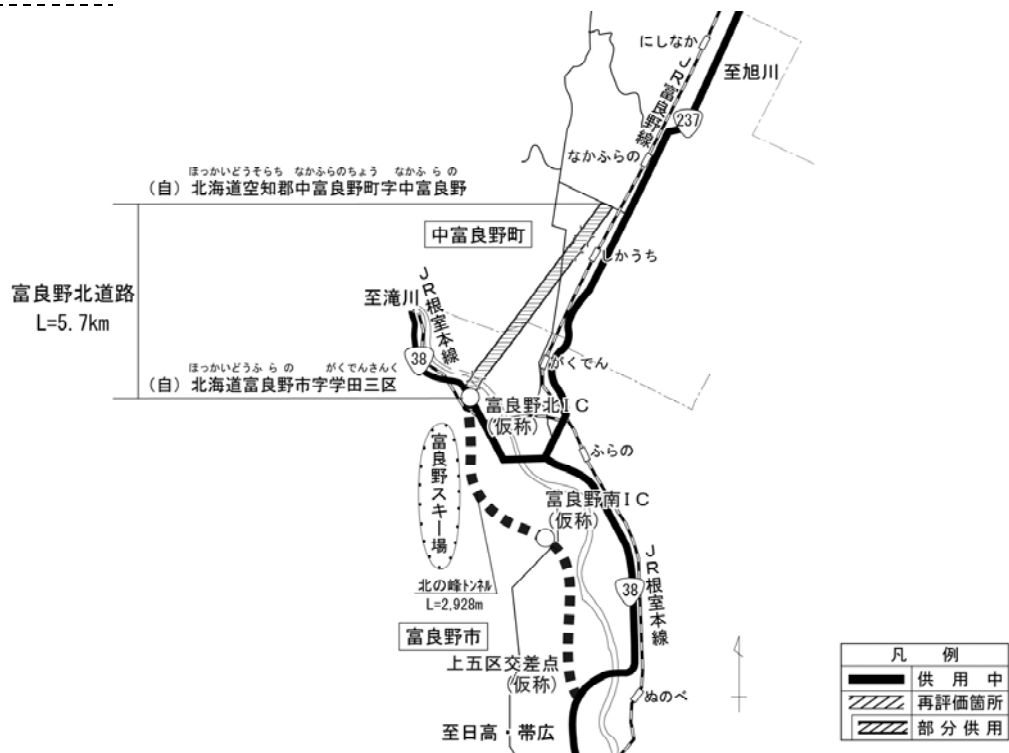 にしなか
至旭川
JR富良野線
237
なかふらの
ほっかいどうそらち なかふらのちょう なかふらの
(自) 北海道空知郡中富良野町字中富良野
中富良野町
しかうち
富良野北道路
L=5.7km
至滝川
JR根室本線
38
がくでん
ほっかいどうふらの がくでんさんく
(自) 北海道富良野市字学田三区
富良野北IC
(仮称)
ふらの
富良野スキー場
富良野南IC
(仮称)
JR根室本線
38
北の峰トンネル
L=2,928m
富良野市
上五区交差点
(仮称)
ぬのべ
至日高・帯広
凡 例
供 用 中
再評価箇所
部分供用